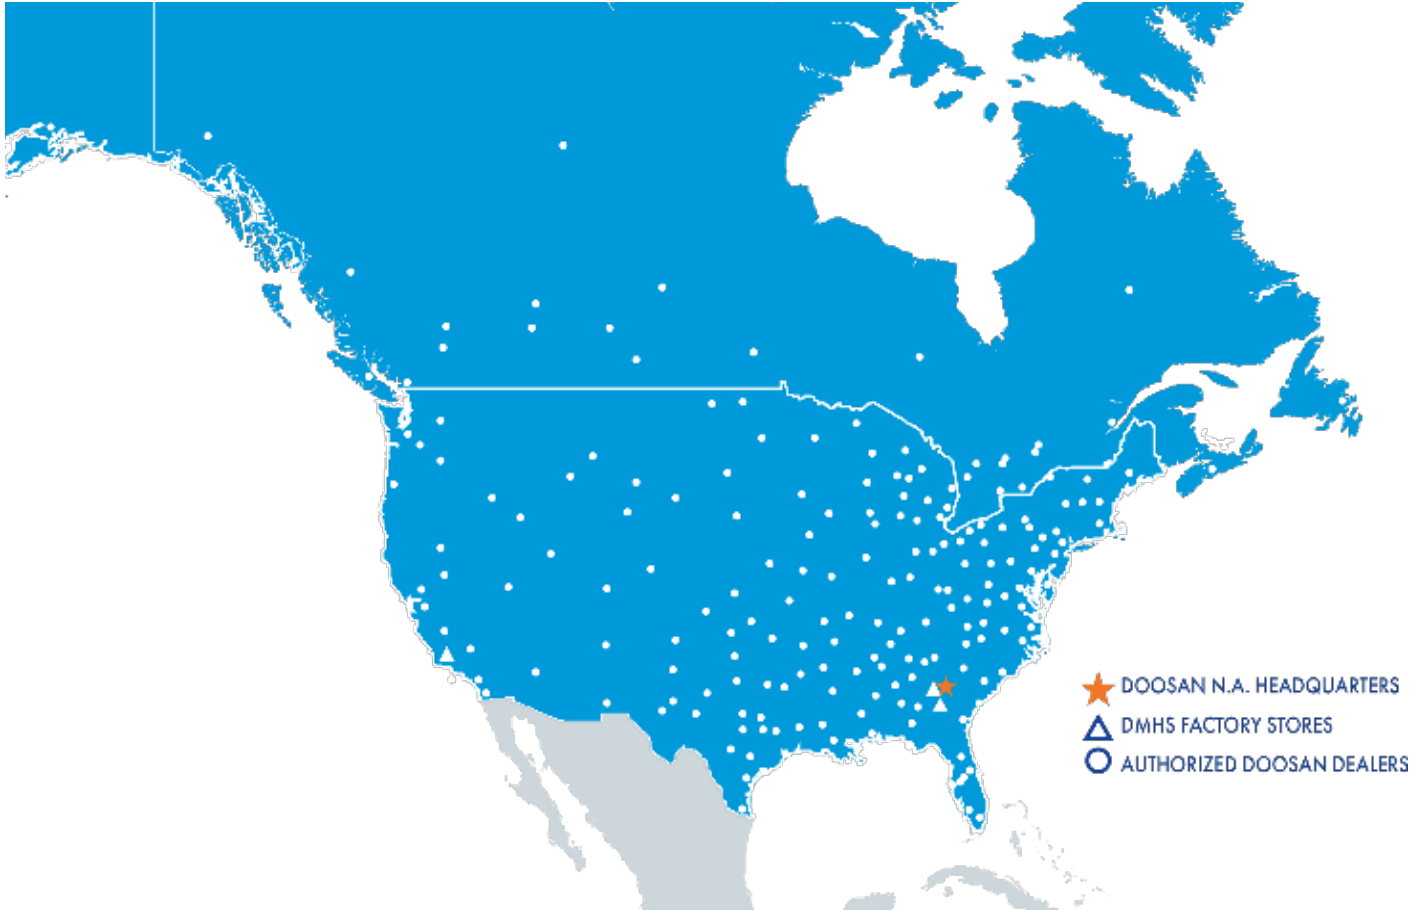 DOOSAN N.A. HEADQUARTERS
DMHS FACTORY STORES
AUTHORIZED DOOSAN DEALERS